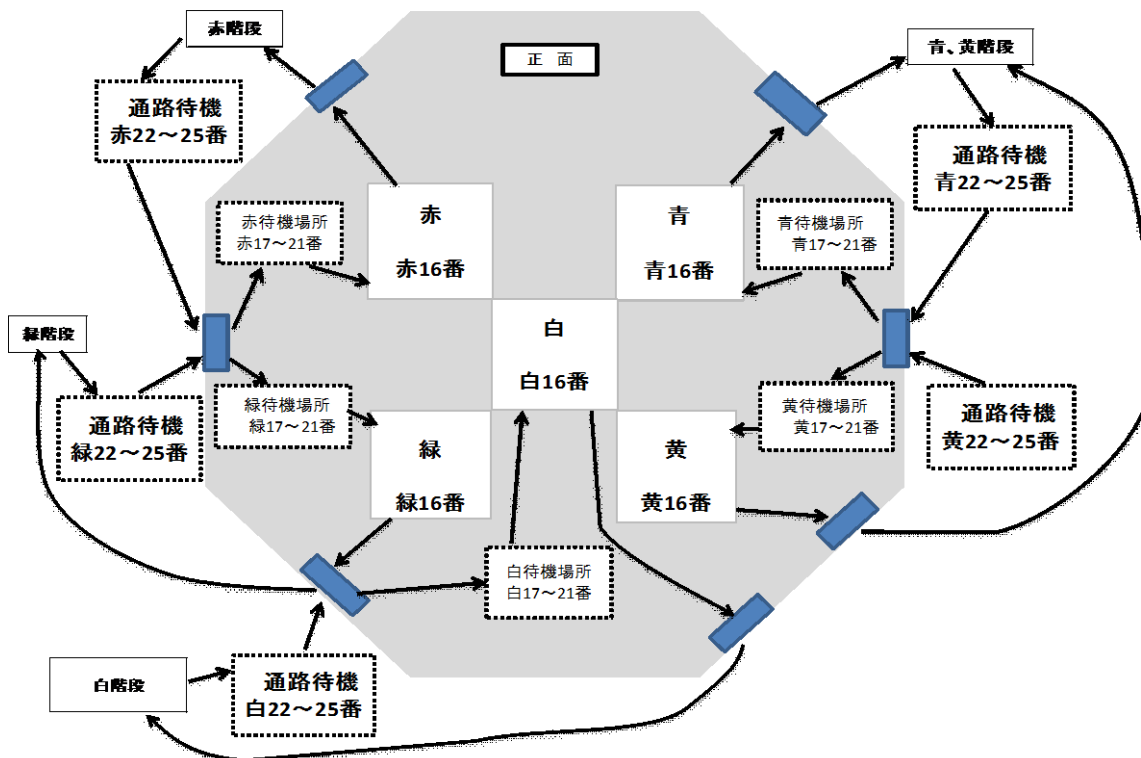 赤階段
正 面
青、黄階段
通路待機
赤22～25番
通路待機
青22～25番
赤待機場所
赤17～21番
赤
赤16番
青
青16番
青待機場所
青17～21番
白
白16番
緑階段
通路待機
緑22～25番
緑待機場所
緑17～21番
緑
緑16番
黄
黄16番
黄待機場所
黄17～21番
通路待機
黄22～25番
白待機場所
白17～21番
白階段
通路待機
白22～25番